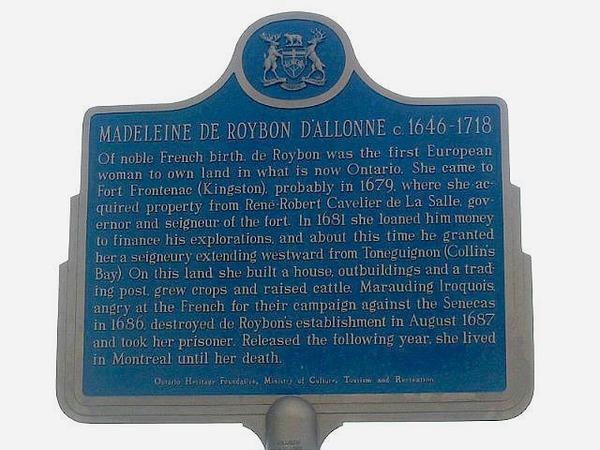 MADELEINE DE ROYBON D'ALLONNE c. 1646-1718
Of noble French birth, de Roybon was the first European
woman to own land in what is now Ontario. She came to
Fort Frontenac (Kingston), probably in 1679, where she ac-
quired property from René-Robert Cavelier de La Salle, gov-
ernor and seigneur of the fort. In 1681 she loaned him money
to finance his explorations, and about this time he granted
her a seigneury extending westward from Toneguignon (Collin's
Bay). On this land she built a house, outbuildings and a trad-
ing post, grew crops and raised cattle. Marauding Iroquois,
angry at the French for their campaign against the Senecas
in 1686, destroyed de Roybon's establishment in August 1687
and took her prisoner. Released the following year, she lived
in Montreal until her death.
Ontario Heritage Foundation, Ministry of Culture, Tourism and Recreation